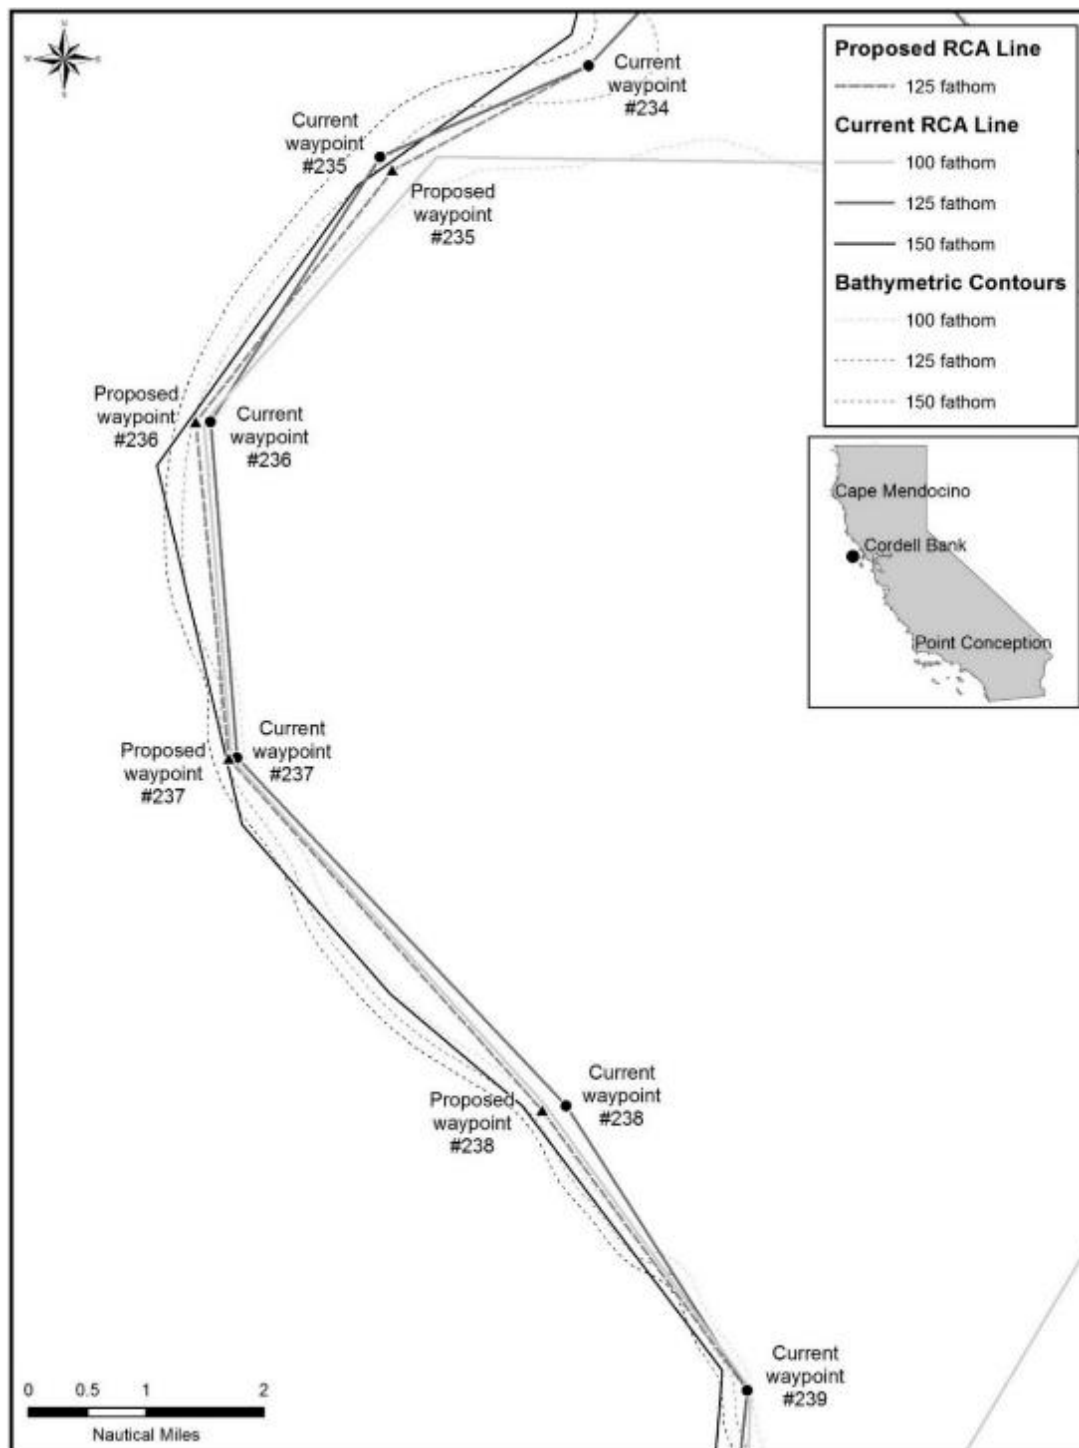 Proposed RCA Line
125 fathom
Current RCA Line
100 fathom
125 fathom
150 fathom
Bathymetric Contours
100 fathom
125 fathom
150 fathom
Current
waypoint
#234
Current
waypoint
#235
Proposed
waypoint
#235
Proposed
waypoint
#236
Current
waypoint
#236
Cape Mendocino
Cordell Bank
Point Conception
Current
waypoint
#237
Proposed
waypoint
#237
Current
waypoint
#238
Proposed
waypoint
#238
Current
waypoint
#239
0 0.5 1 2
Nautical Miles